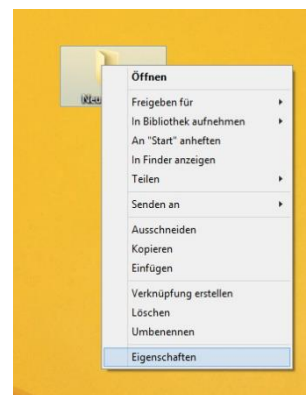 Öffnen
Freigeben für
In Bibliothek aufnehmen
An "Start" anheften
In Finder anzeigen
Teilen
Senden an
Ausschneiden
Kopieren
Einfügen
Verknüpfung erstellen
Löschen
Umbenennen
Eigenschaften